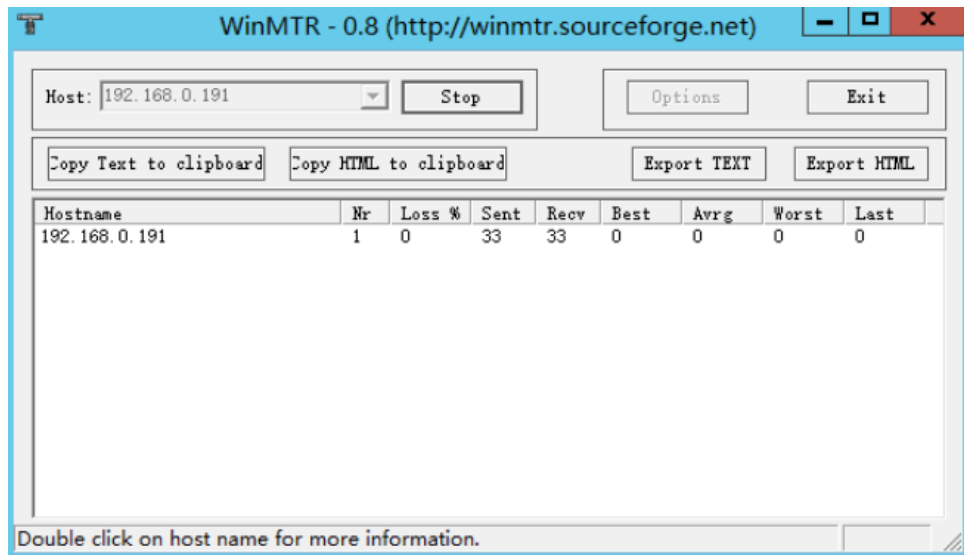 WinMTR - 0.8 (http://winmtr.sourceforge.net)
Host: 192.168.0.191 Stop Options Exit
Copy Text to clipboard Copy HTML to clipboard Export TEXT Export HTML
Hostname Nr Loss % Sent Recv Best Avrg Worst Last
192.168.0.191 1 0 33 33 0 0 0 0
Double click on host name for more information.